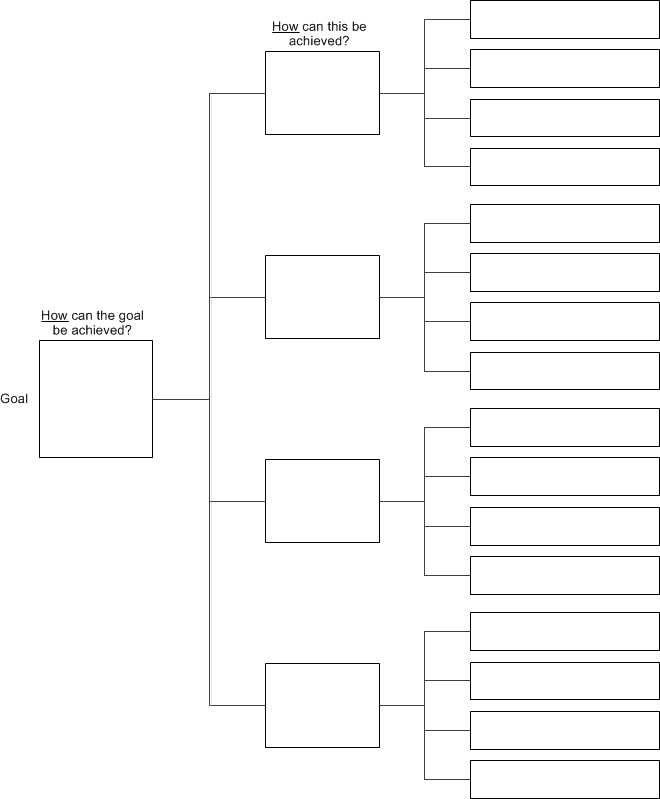 How can this be
achieved?
How can the goal
be achieved?
Goal